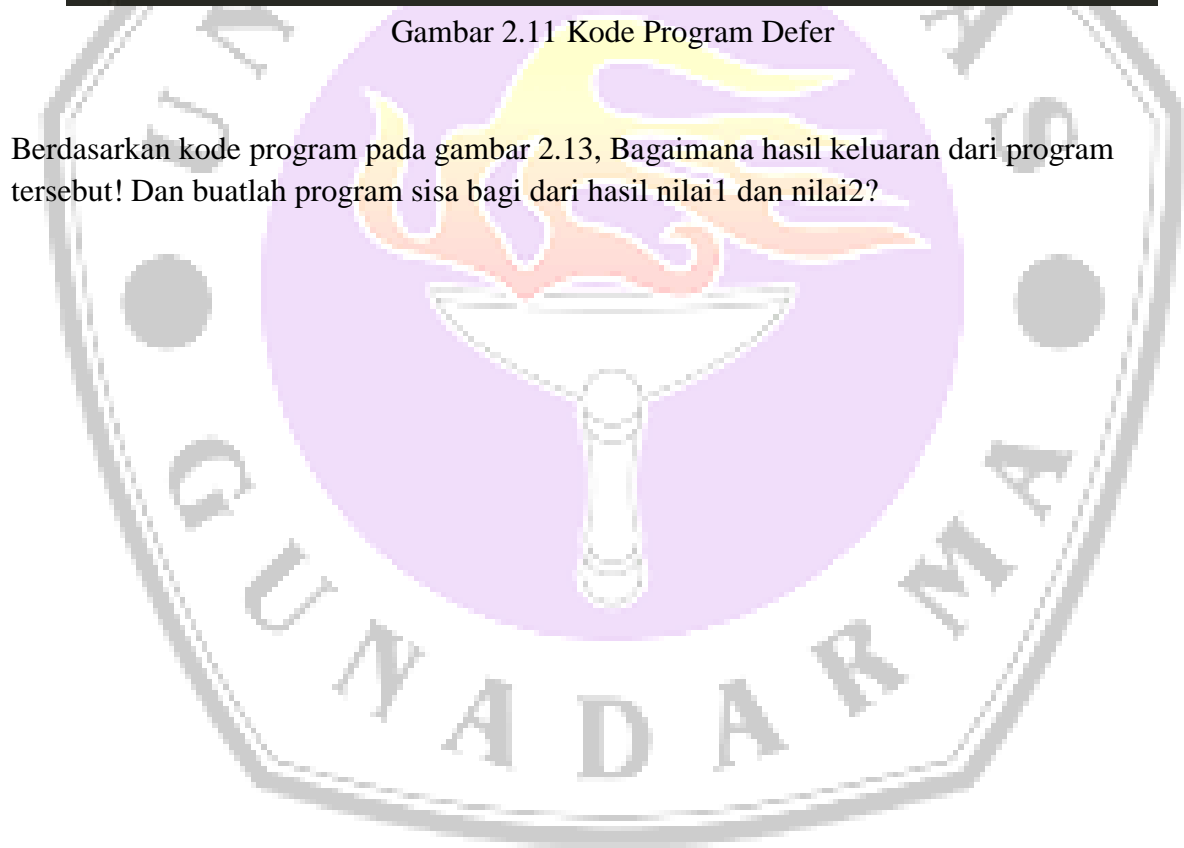 Gambar 2.11 Kode Program Defer
Berdasarkan kode program pada gambar 2.13, Bagaimana hasil keluaran dari program
tersebut! Dan buatlah program sisa bagi dari hasil nilai1 dan nilai2?
U N A S
GUNADARMA